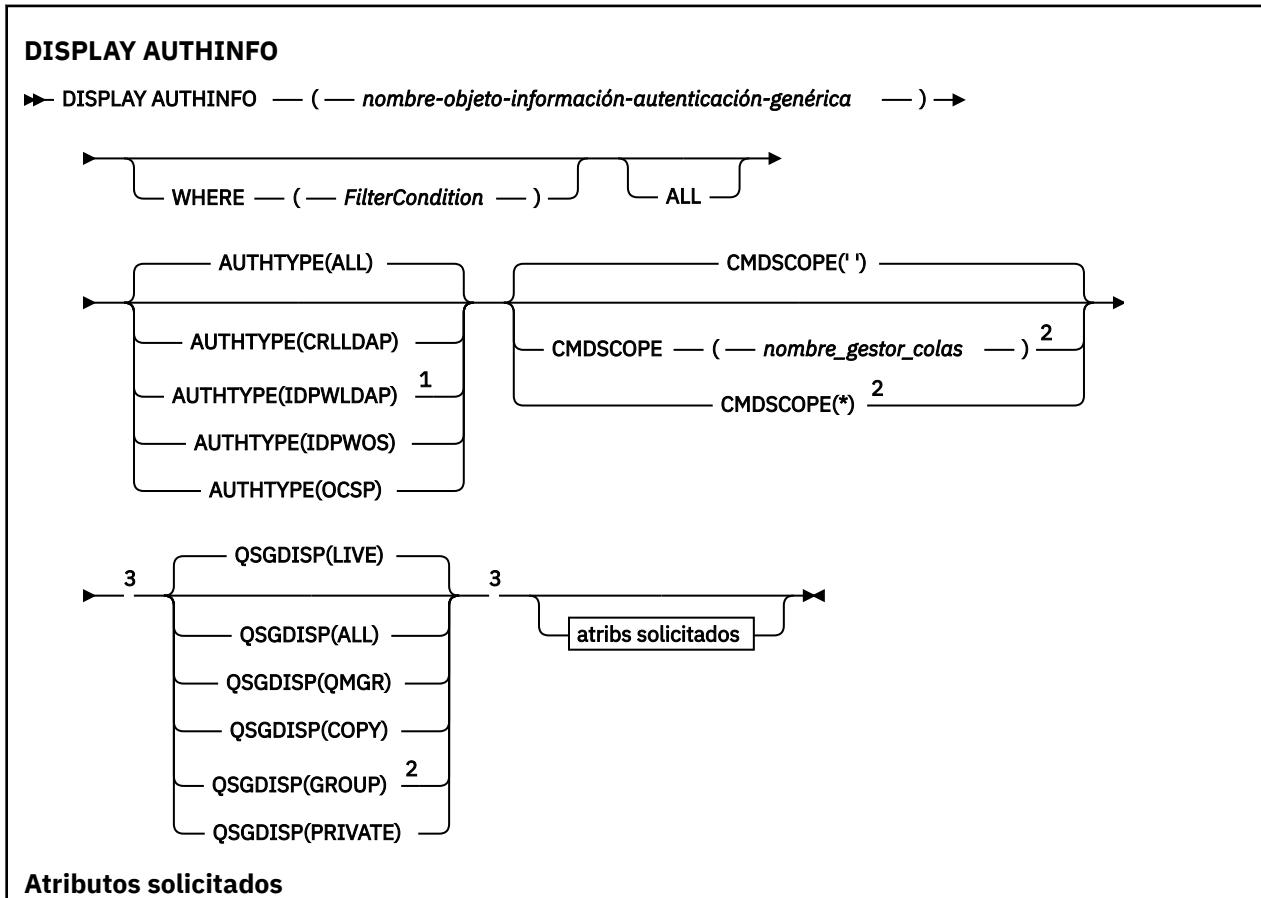 DISPLAY AUTHINFO
DISPLAY AUTHINFO ( nombre-objeto-información-autenticación-genérica )
WHERE ( FilterCondition ) ALL
AUTHTYPE(ALL)
AUTHTYPE(CRLLDAP)
AUTHTYPE(IDPWLDAP) 1
AUTHTYPE(IDPWOS)
AUTHTYPE(OCSP)
CMDSCOPE(' ')
CMDSCOPE ( nombre_gestor_colas ) 2
CMDSCOPE(*) 2
3
QSGDISP(LIVE)
QSGDISP(ALL)
QSGDISP(QMGR)
QSGDISP(COPY)
QSGDISP(GROUP) 2
QSGDISP(PRIVATE)
3
atribs solicitados
Atributos solicitados